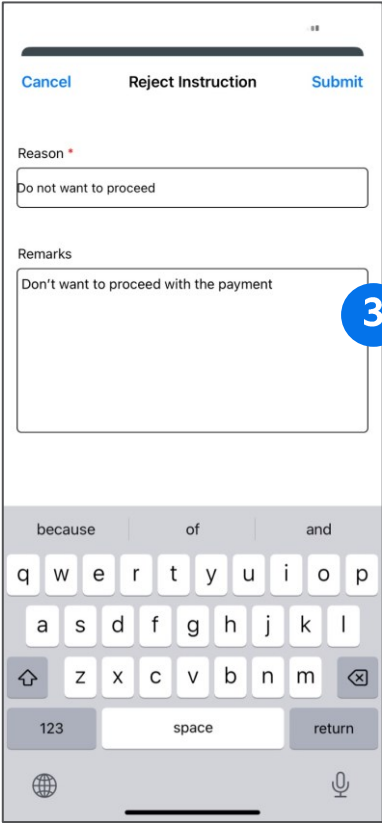 Cancel Reject Instruction Submit
Reason *
Do not want to proceed
Remarks
Don't want to proceed with the payment
3
because of and
q w e r t y u i o p
a s d f g h j k l
z x c v b n m
123 space return